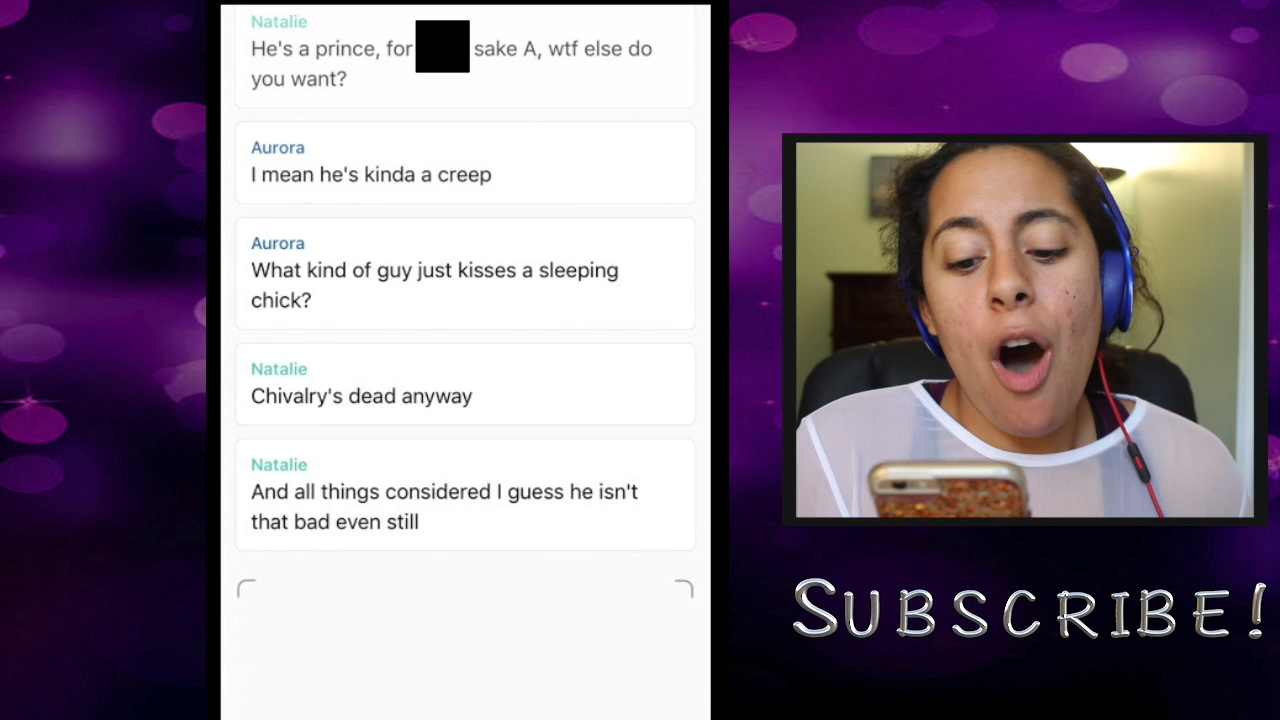 Natalie
He's a prince, for sake A, wtf else do
you want?
Aurora
I mean he's kinda a creep
Aurora
What kind of guy just kisses a sleeping
chick?
Natalie
Chivalry's dead anyway
Natalie
And all things considered I guess he isn't
that bad even still
SUBSCRIBE!